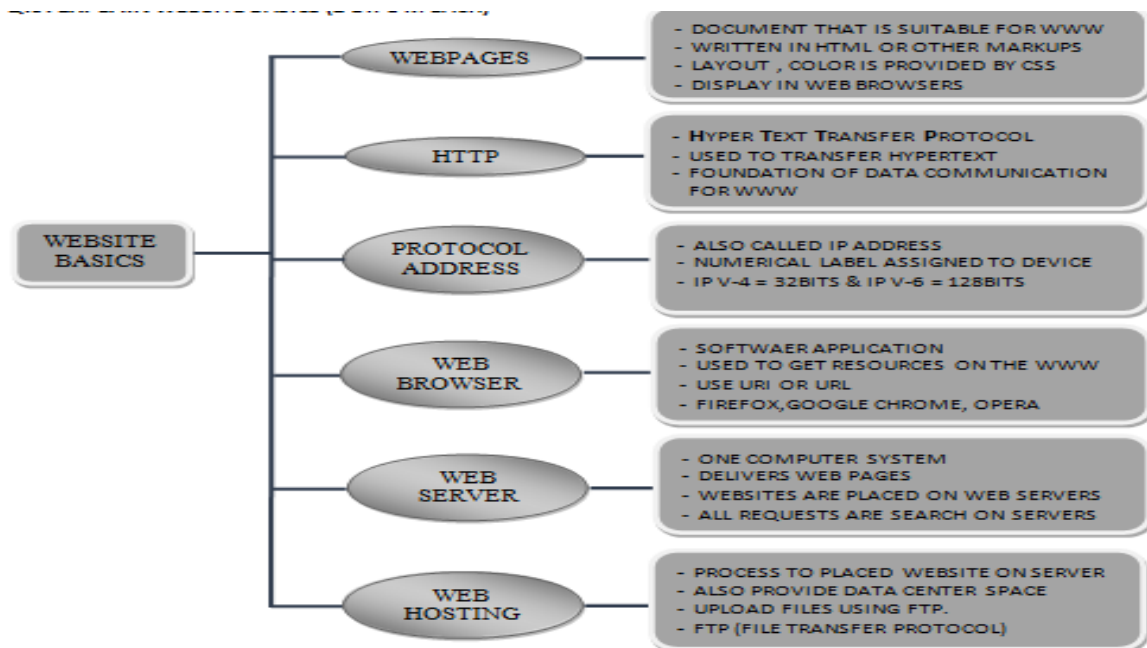 WEBSITE
BASICS
WEBPAGES
- DOCUMENT THAT IS SUITABLE FOR WWW
- WRITTEN IN HTML OR OTHER MARKUPS
- LAYOUT , COLOR IS PROVIDED BY CSS
- DISPLAY IN WEB BROWSERS
HTTP
- HYPER TEXT TRANSFER PROTOCOL
- USED TO TRANSFER HYPERTEXT
- FOUNDATION OF DATA COMMUNICATION
FOR WWW
PROTOCOL
ADDRESS
- ALSO CALLED IP ADDRESS
- NUMERICAL LABEL ASSIGNED TO DEVICE
- IP V-4 = 32BITS & IP V-6 = 128BITS
WEB
BROWSER
- SOFTWAER APPLICATION
- USED TO GET RESOURCES ON THE WWW
- USE URI OR URL
- FIREFOX,GOOGLE CHROME, OPERA
WEB
SERVER
- ONE COMPUTER SYSTEM
- DELIVERS WEB PAGES
- WEBSITES ARE PLACED ON WEB SERVERS
- ALL REQUESTS ARE SEARCH ON SERVERS
WEB
HOSTING
- PROCESS TO PLACED WEBSITE ON SERVER
- ALSO PROVIDE DATA CENTER SPACE
- UPLOAD FILES USING FTP.
- FTP (FILE TRANSFER PROTOCOL)